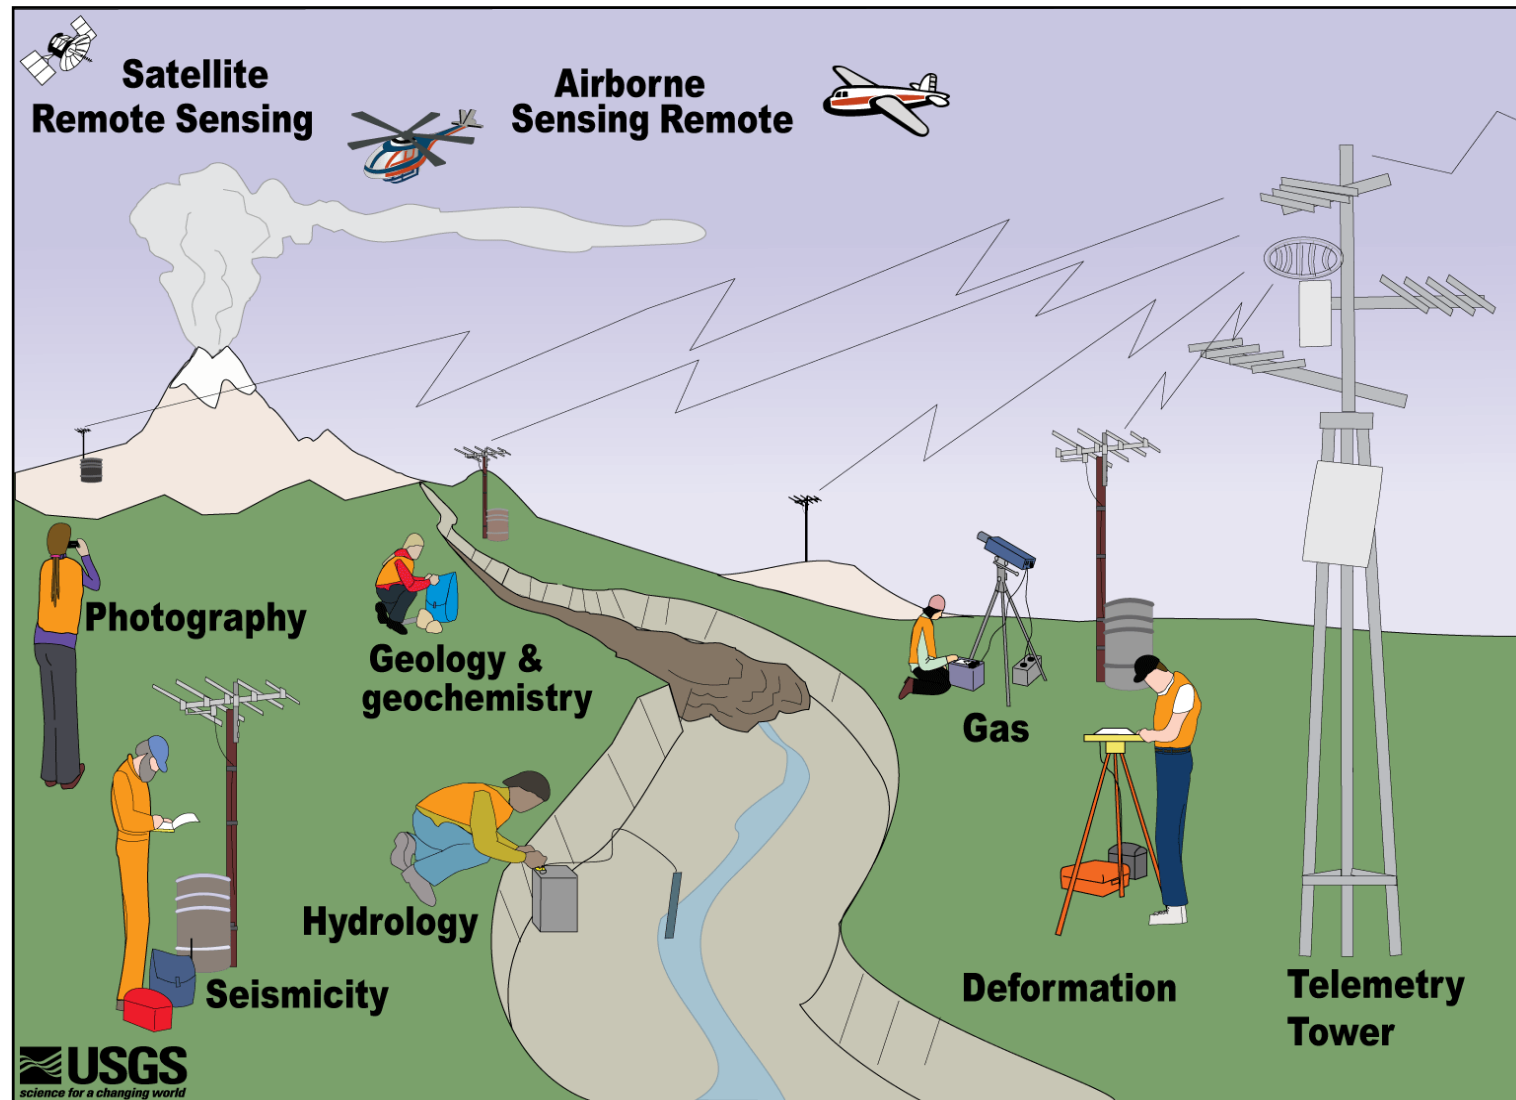 Satellite
Remote Sensing
Airborne
Sensing Remote
Photography
Geology &
geochemistry
Gas
Hydrology
Seismicity
Deformation
Telemetry
Tower
USGS
science for a changing world